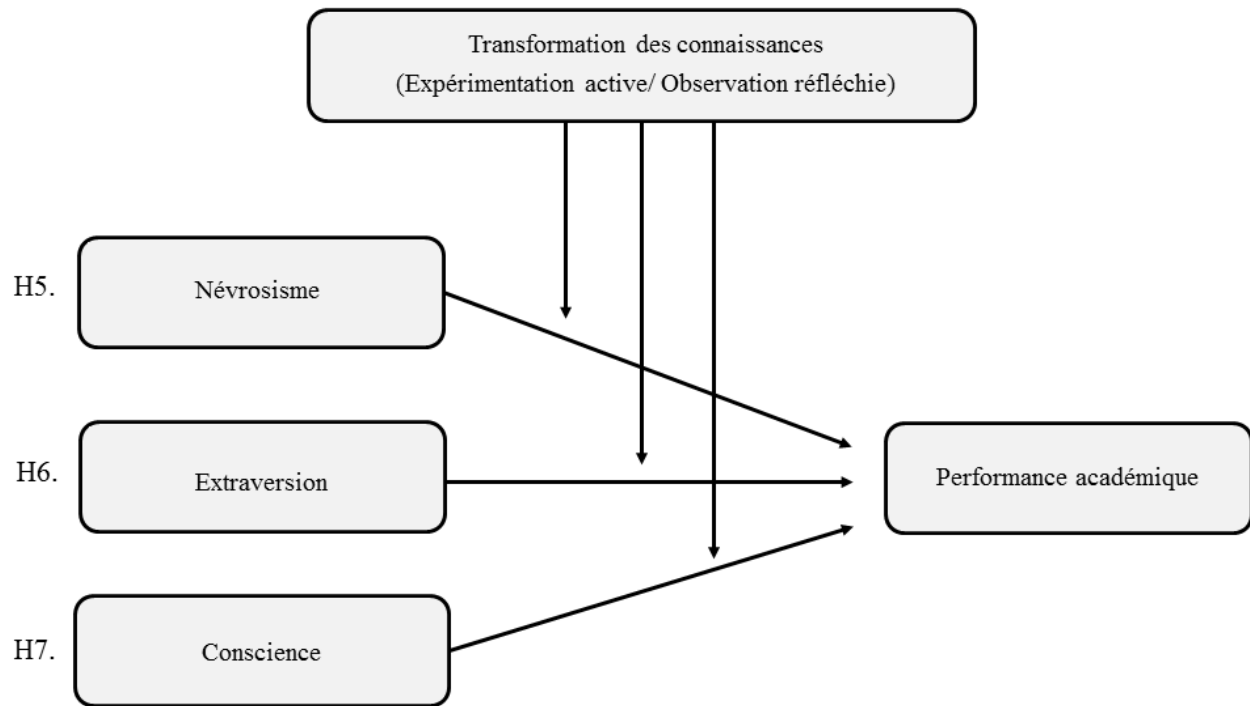 Transformation des connaissances
(Expérimentation active/ Observation réfléchie)
H5.
Névrosisme
H6.
Extraversion
Performance académique
H7.
Conscience